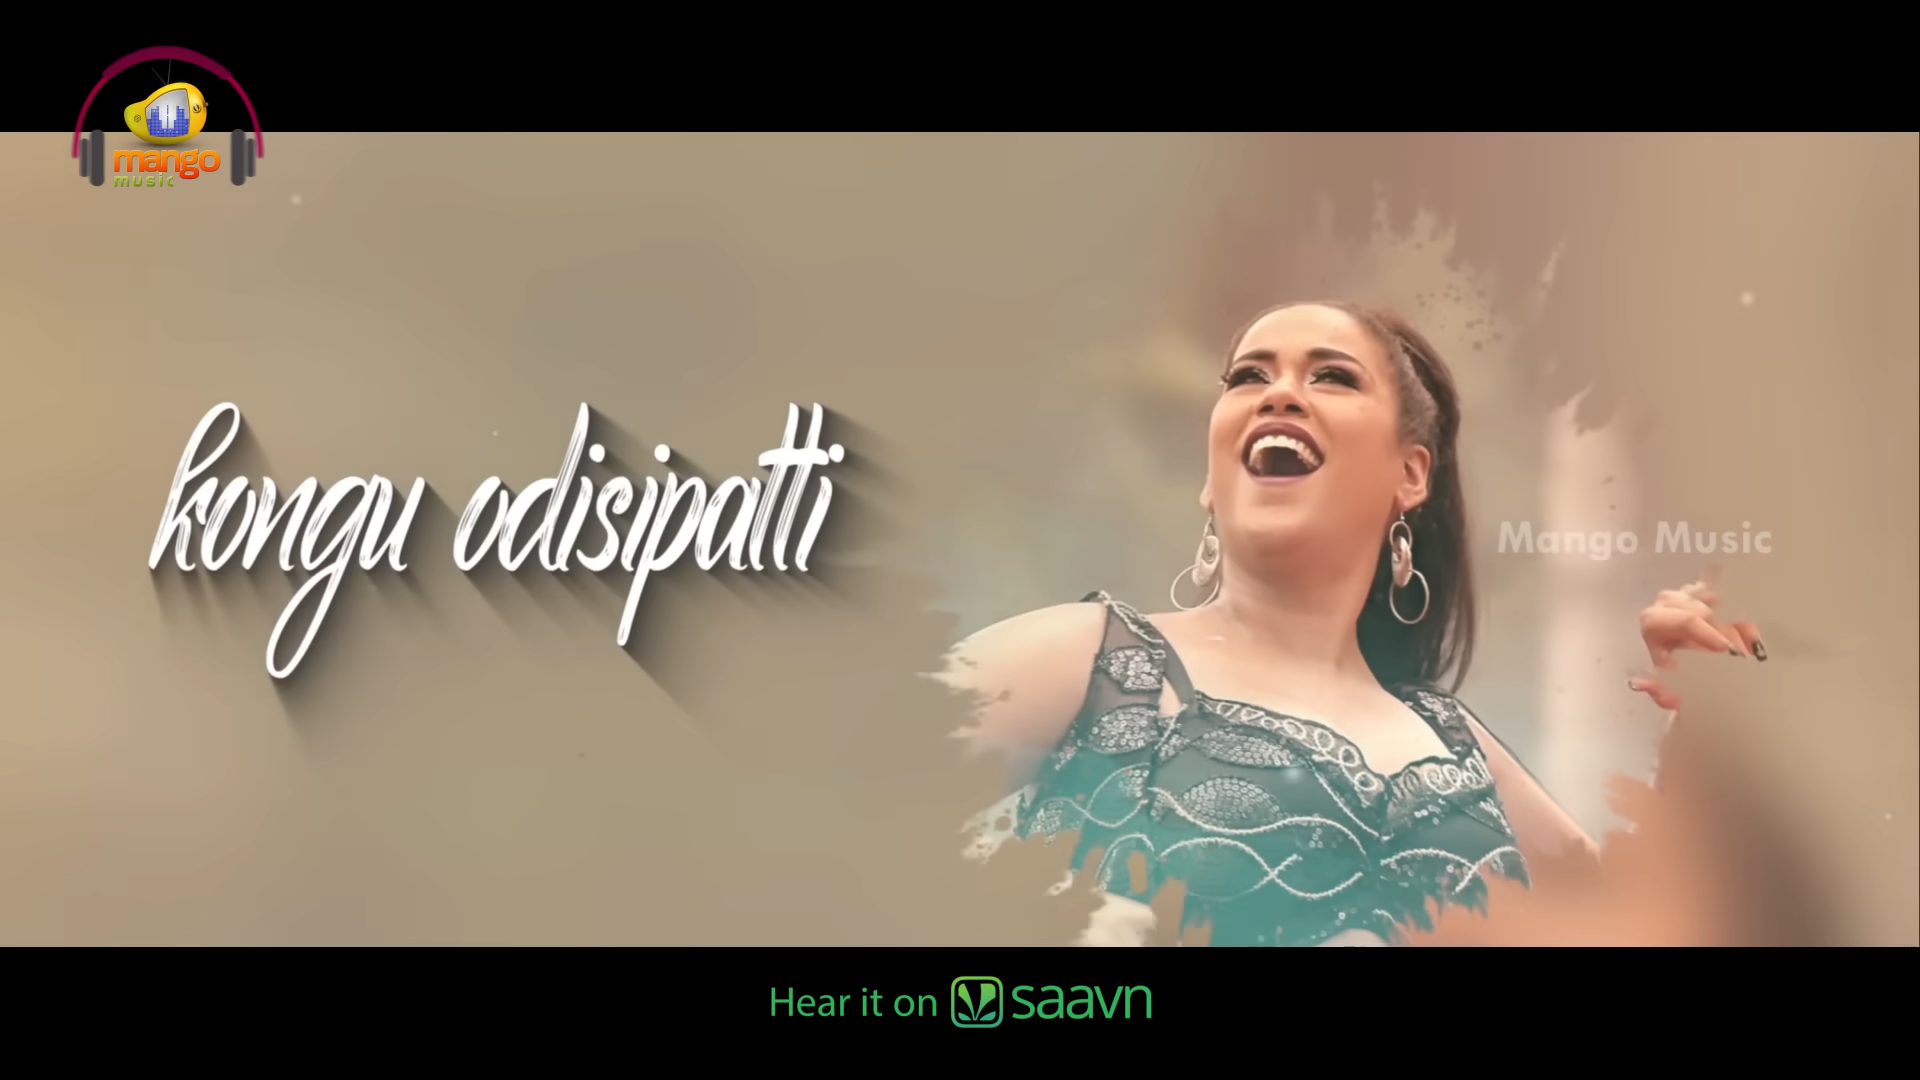 mango
music
kongu odisipatti
Mango Music
Hear it on saavn